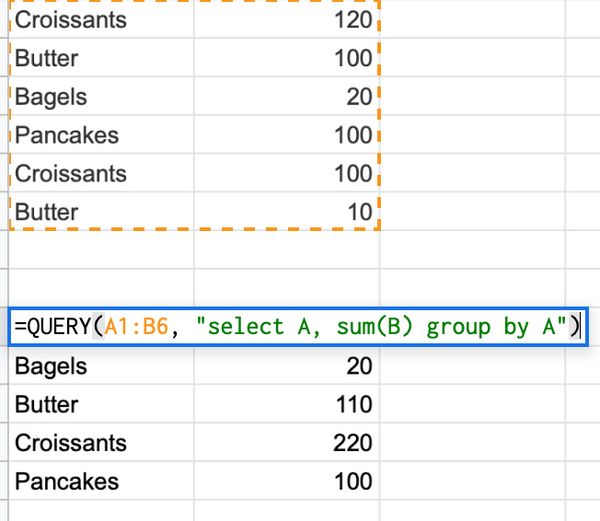 Croissants 120
Butter 100
Bagels 20
Pancakes 100
Croissants 100
Butter 10
=QUERY(A1:B6, "select A, sum(B) group by A")
Bagels 20
Butter 110
Croissants 220
Pancakes 100